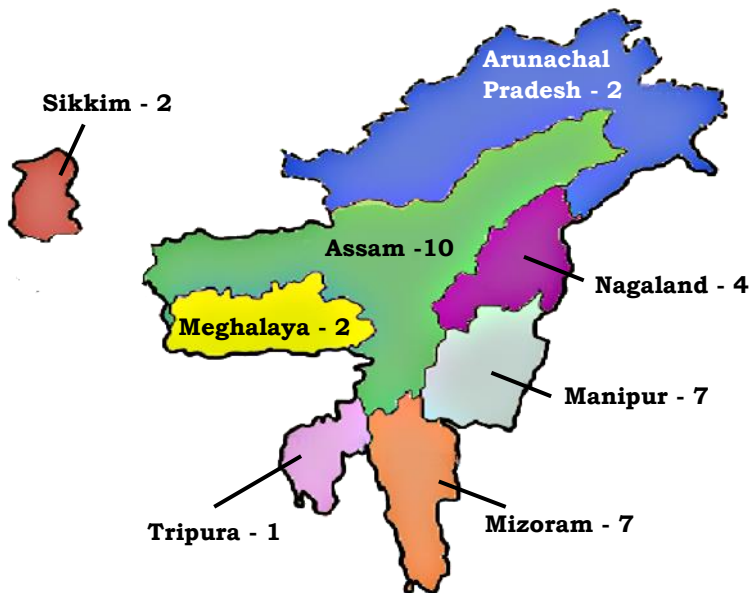 Arunachal
Pradesh - 2
Sikkim - 2
Assam -10
Nagaland - 4
Meghalaya - 2
Manipur - 7
Tripura - 1
Mizoram - 7